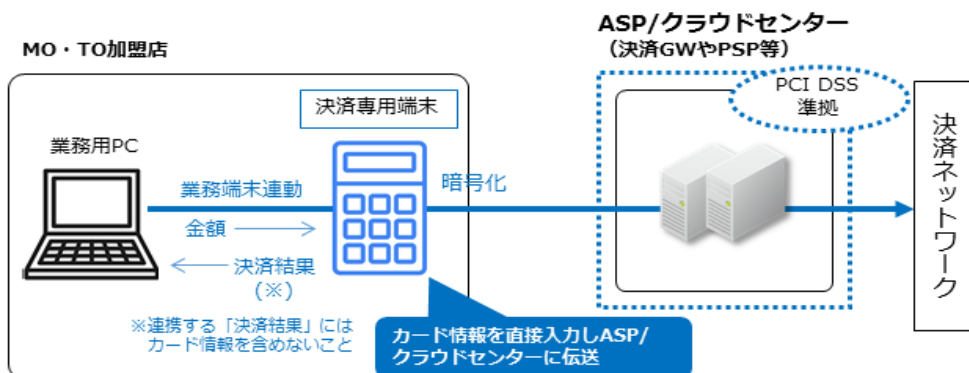 MO・TO加盟店
ASP/クラウドセンター
（決済GWやPSP等）
PCI DSS
準拠
決済専用端末
業務用PC
業務端末連動
金額
決済結果
（※）
暗号化
決済ネットワーク
※連携する「決済結果」には
カード情報を含めないこと
カード情報を直接入力しASP/
クラウドセンターに伝送